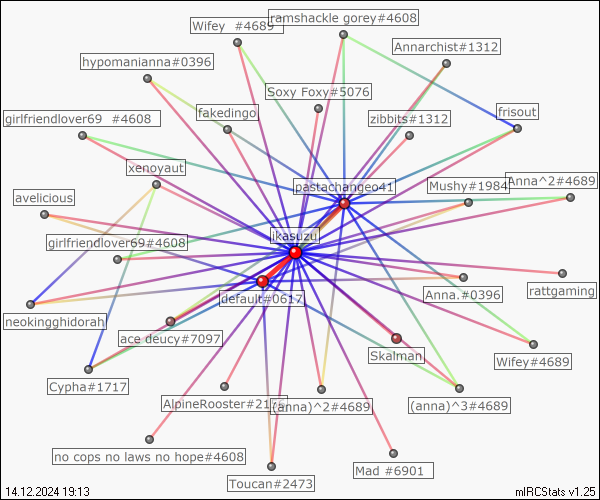 ramshackle gorey#4608
Wifey #4689
Annarchist#1312
hypomanianna#0396
Soxy Foxy#5076
fakedingo
frisout
girlfriendlover69 #4608
zibbits#1312
xenoyaut
pastachangeo41
Mushy#1984
Anna^2#4689
avelicious
ikasuzu
girlfriendlover69#4608
default#0617
Anna.#0396
rattgaming
neokingghidorah
ace deucy#7097
Skalman
Wifey#4689
Cypha#1717
AlpineRooster#21
(anna)^2#4689
(anna)^3#4689
no cops no laws no hope#4608
Toucan#2473
Mad #6901
14.12.2024 19:13
mIRCStats v1.25